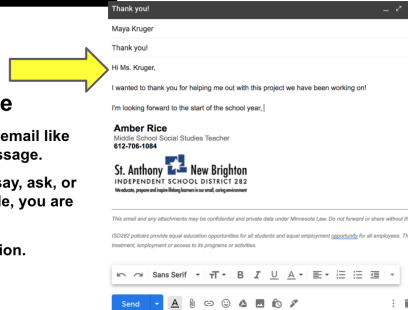 Thank you!
Maya Kruger
Thank you!
Hi Ms. Kruger,
I wanted to thank you for helping me out with this project we have been working on!
I'm looking forward to the start of the school year,
Amber Rice
Middle School Social Studies Teacher
612-706-1084
St. Anthony New Brighton
INDEPENDENT SCHOOL DISTRICT 282
We educate, prepare and inspire lifelong learners in our small, caring environment
This email and any attachments may be confidential and private data under Minnesota Law. Do not forward or share without
ISD282 policies provide equal education opportunities for all students and equal employment opportunity for all employees.
treatment, employment or access to its programs or activities.
Sans Serif
B I U A
Send
A
email like
say, ask, or
you are